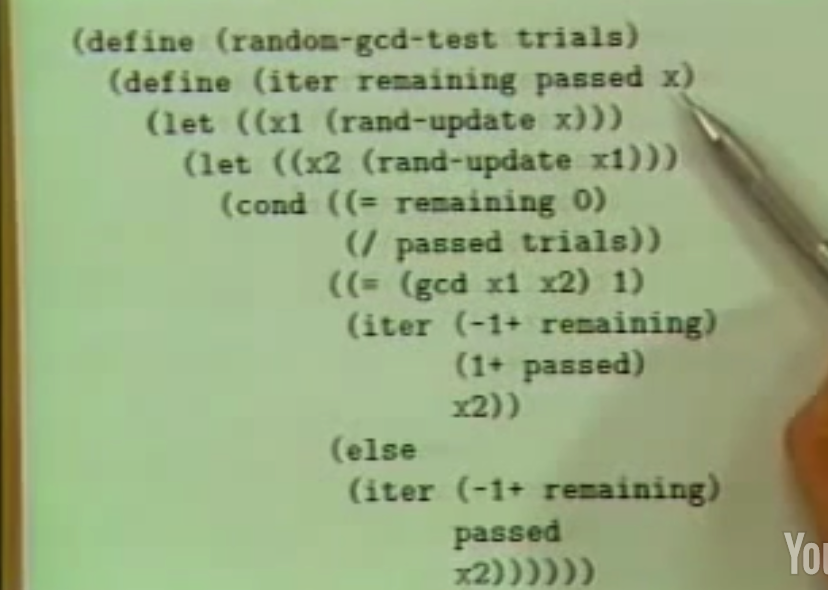 (define (random-gcd-test trials)
(define (iter remaining passed x)
(let ((x1 (rand-update x)))
(let ((x2 (rand-update x1)))
(cond ((= remaining 0)
(/ passed trials))
((= (gcd x1 x2) 1)
(iter (-1+ remaining)
(1+ passed)
x2))
(else
(iter (-1+ remaining)
passed
x2))))))
You